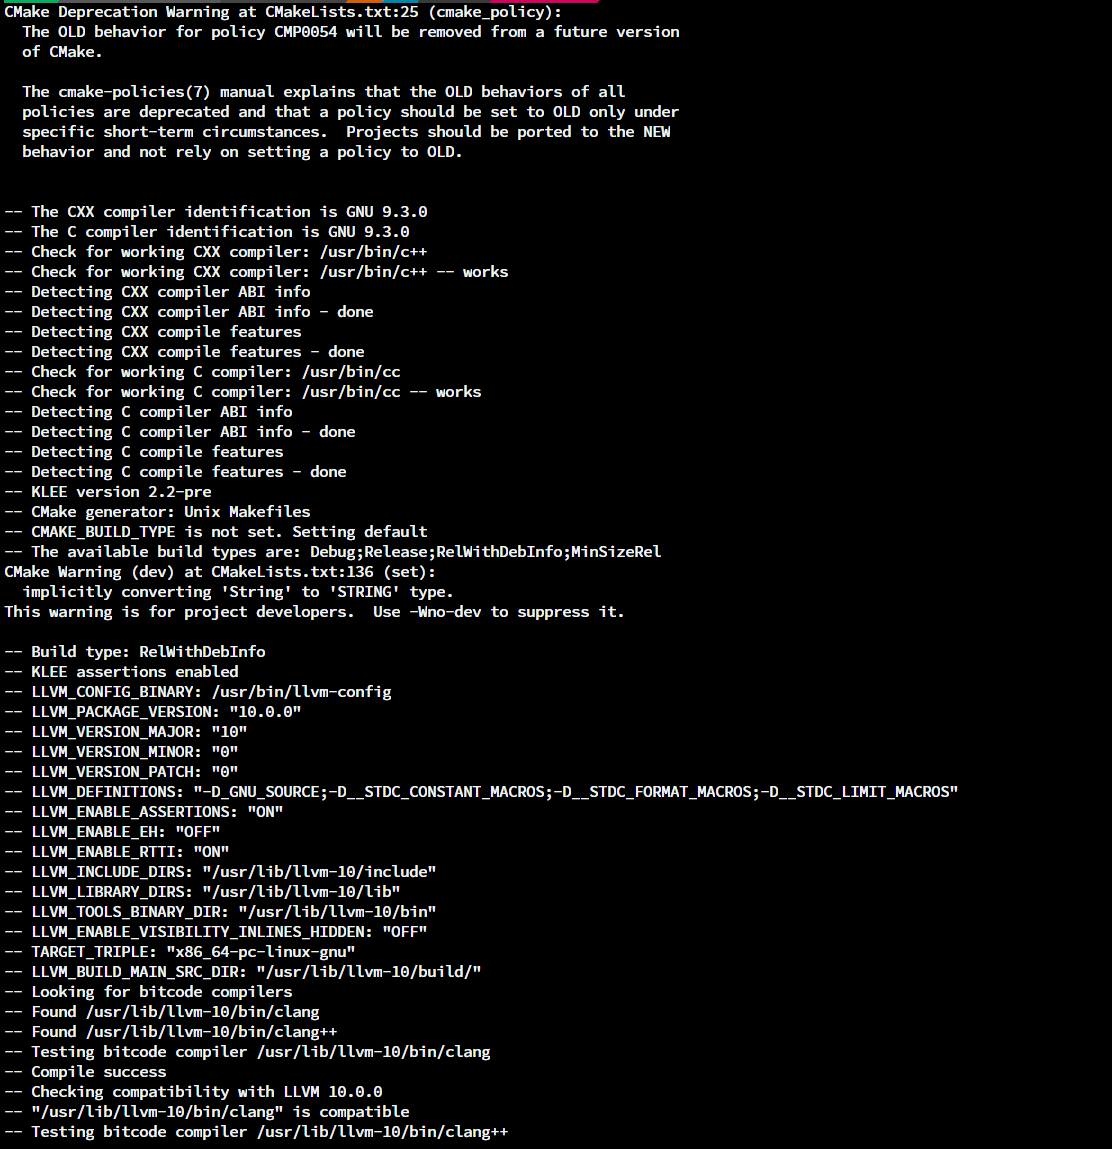 CMake Deprecation Warning at CMakeLists.txt:25 (cmake_policy):
  The OLD behavior for policy CMP0054 will be removed from a future version
  of CMake.

  The cmake-policies(7) manual explains that the OLD behaviors of all
  policies are deprecated and that a policy should be set to OLD only under
  specific short-term circumstances.  Projects should be ported to the NEW
  behavior and not rely on setting a policy to OLD.


-- The CXX compiler identification is GNU 9.3.0
-- The C compiler identification is GNU 9.3.0
-- Check for working CXX compiler: /usr/bin/c++
-- Check for working CXX compiler: /usr/bin/c++ -- works
-- Detecting CXX compiler ABI info
-- Detecting CXX compiler ABI info - done
-- Detecting CXX compile features
-- Detecting CXX compile features - done
-- Check for working C compiler: /usr/bin/cc
-- Check for working C compiler: /usr/bin/cc -- works
-- Detecting C compiler ABI info
-- Detecting C compiler ABI info - done
-- Detecting C compile features
-- Detecting C compile features - done
-- KLEE version 2.2-pre
-- CMake generator: Unix Makefiles
-- CMAKE_BUILD_TYPE is not set. Setting default
-- The available build types are: Debug;Release;RelWithDebInfo;MinSizeRel
CMake Warning (dev) at CMakeLists.txt:136 (set):
  implicitly converting 'String' to 'STRING' type.
This warning is for project developers.  Use -Wno-dev to suppress it.

-- Build type: RelWithDebInfo
-- KLEE assertions enabled
-- LLVM_CONFIG_BINARY: /usr/bin/llvm-config
-- LLVM_PACKAGE_VERSION: "10.0.0"
-- LLVM_VERSION_MAJOR: "10"
-- LLVM_VERSION_MINOR: "0"
-- LLVM_VERSION_PATCH: "0"
-- LLVM_DEFINITIONS: "-D_GNU_SOURCE;-D__STDC_CONSTANT_MACROS;-D__STDC_FORMAT_MACROS;-D__STDC_LIMIT_MACROS"
-- LLVM_ENABLE_ASSERTIONS: "ON"
-- LLVM_ENABLE_EH: "OFF"
-- LLVM_ENABLE_RTTI: "ON"
-- LLVM_INCLUDE_DIRS: "/usr/lib/llvm-10/include"
-- LLVM_LIBRARY_DIRS: "/usr/lib/llvm-10/lib"
-- LLVM_TOOLS_BINARY_DIR: "/usr/lib/llvm-10/bin"
-- LLVM_ENABLE_VISIBILITY_INLINES_HIDDEN: "OFF"
-- TARGET_TRIPLE: "x86_64-pc-linux-gnu"
-- LLVM_BUILD_MAIN_SRC_DIR: "/usr/lib/llvm-10/build/"
-- Looking for bitcode compilers
-- Found /usr/lib/llvm-10/bin/clang
-- Found /usr/lib/llvm-10/bin/clang++
-- Testing bitcode compiler /usr/lib/llvm-10/bin/clang
-- Compile success
-- Checking compatibility with LLVM 10.0.0
-- "/usr/lib/llvm-10/bin/clang" is compatible
-- Testing bitcode compiler /usr/lib/llvm-10/bin/clang++